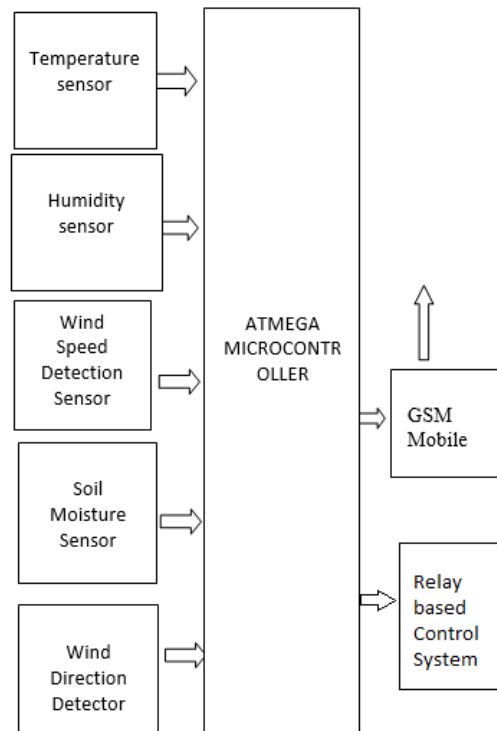 Temperature
sensor
Humidity
sensor
Wind
Speed
Detection
Sensor
Soil
Moisture
Sensor
Wind
Direction
Detector
ATMEGA
MICROCONTR
OLLER
GSM
Mobile
Relay
based
Control
System